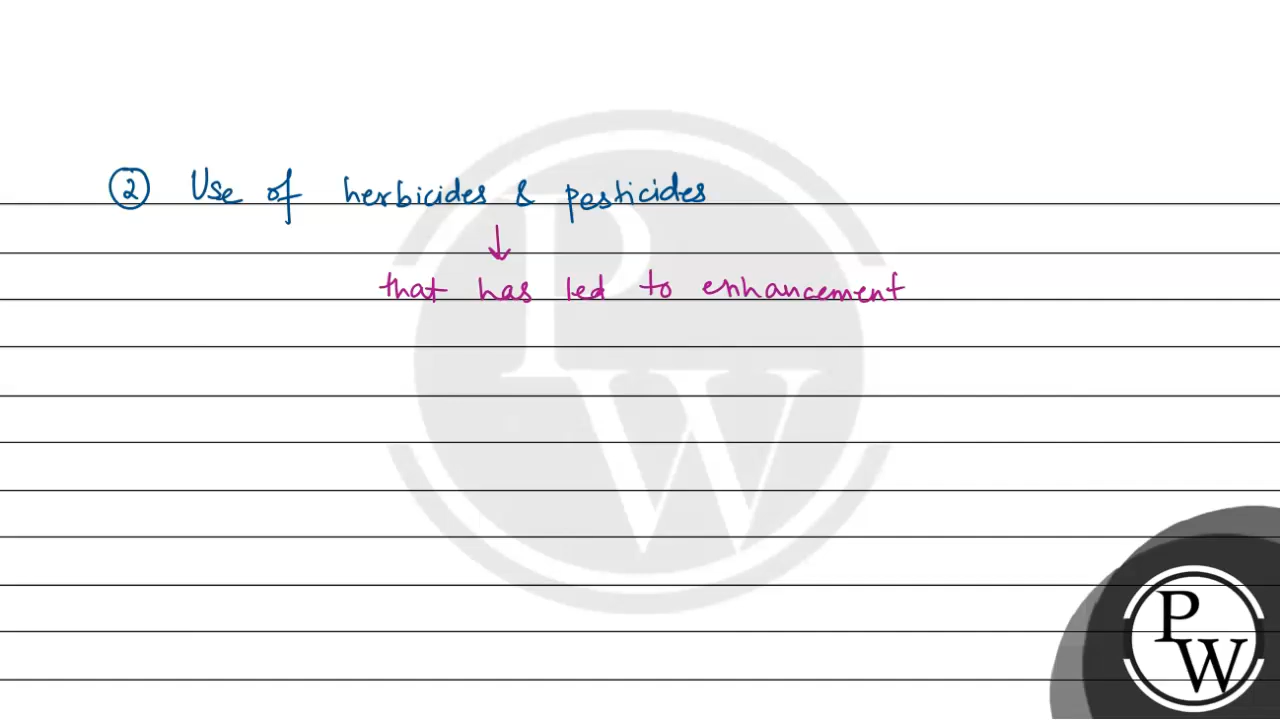 ② Use of herbicides & pesticides
↓
that has led to enhancement
P
W
P
W